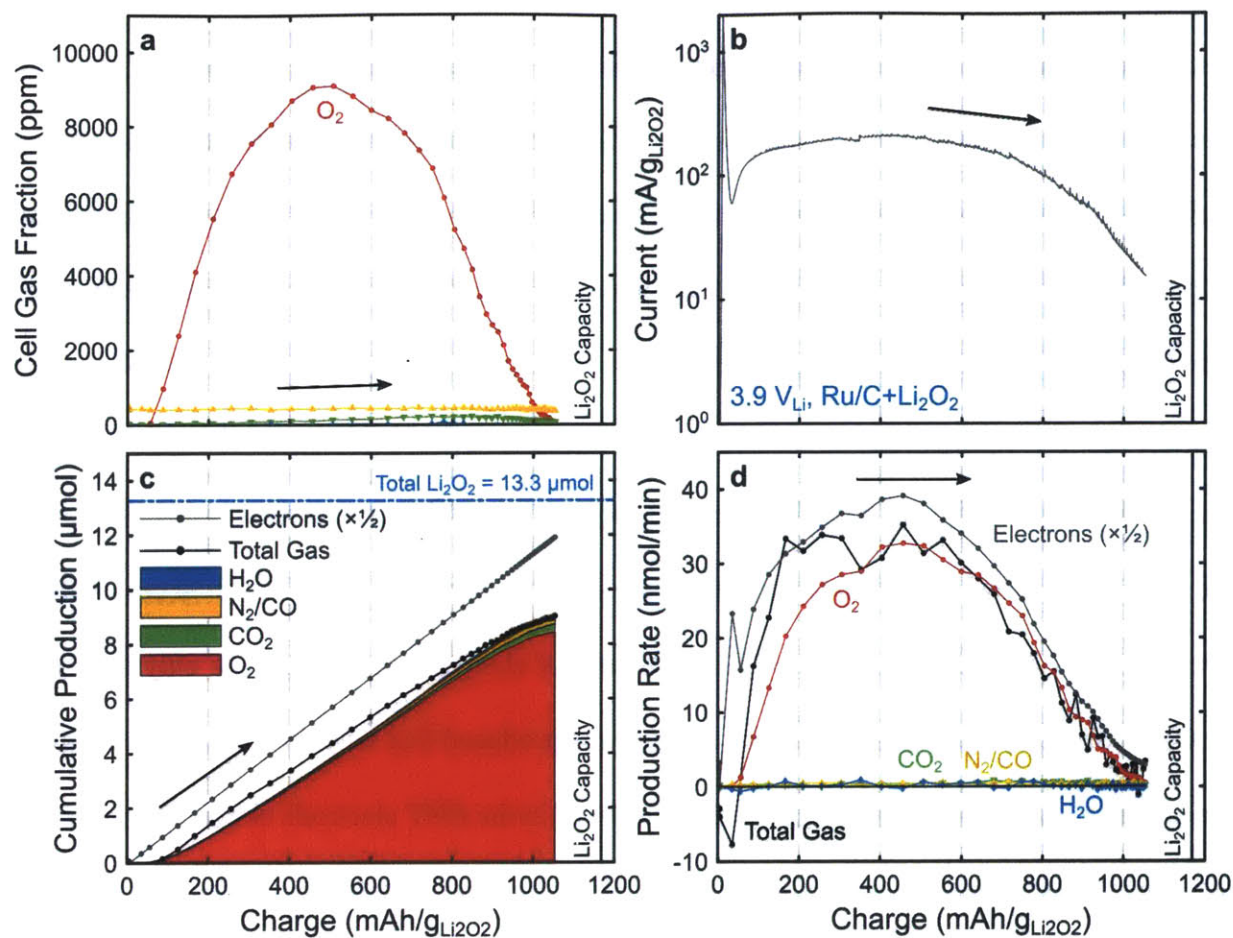 a
10000
8000
6000
4000
2000
0
Cell Gas Fraction (ppm)
O₂
Li₂O₂ Capacity
b
10³
10²
10¹
10⁰
Current (mA/g_Li2O2)
3.9 V_Li, Ru/C+Li₂O₂
Li₂O₂ Capacity
c
14
12
10
8
6
4
2
0
Cumulative Production (µmol)
Total Li₂O₂ = 13.3 µmol
Electrons (×½)
Total Gas
H₂O
N₂/CO
CO₂
O₂
Li₂O₂ Capacity
0 200 400 600 800 1000 1200
Charge (mAh/g_Li2O2)
d
40
30
20
10
0
-10
Production Rate (nmol/min)
Electrons (×½)
O₂
CO₂ N₂/CO
H₂O
Total Gas
Li₂O₂ Capacity
0 200 400 600 800 1000 1200
Charge (mAh/g_Li2O2)